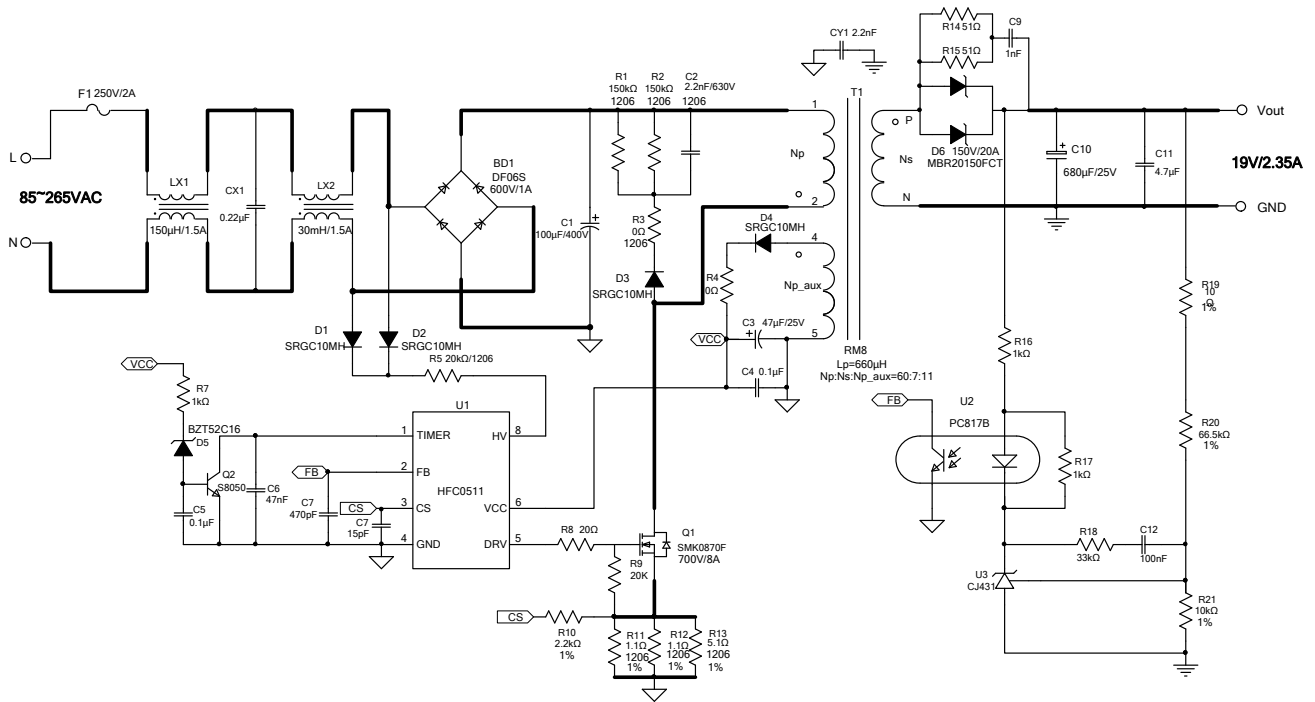 F1 250V/2A
L
N
85~265VAC
LX1
150μH/1.5A
CX1
0.22μF
LX2
30mH/1.5A
BD1
DF06S
600V/1A
C1
100μF/400V
+
R1
150kΩ
1206
R2
150kΩ
1206
C2
2.2nF/630V
1206
R3
0Ω
1206
D3
SRGC10MH
CY1 2.2nF
T1
1
Np
2
4
Np_aux
5
P
Ns
N
RM8
Lp=660μH
Np:Ns:Np_aux=60:7:11
D4
SRGC10MH
R4
0Ω
VCC
C3 47μF/25V
+
C4 0.1μF
R14 51Ω
R15 51Ω
C9
1nF
D6 150V/20A
MBR20150FCT
C10
680μF/25V
+
C11
4.7μF
Vout
19V/2.35A
GND
D1
SRGC10MH
D2
SRGC10MH
R5 20kΩ/1206
VCC
R7
1kΩ
BZT52C16
D5
Q2
S8050
C5
0.1μF
C6
47nF
FB
C7
470pF
CS
C7
15pF
U1
HFC0511
1 TIMER
2 FB
3 CS
4 GND
HV 8
VCC 6
DRV 5
R8 20Ω
R9
20K
Q1
SMK0870F
700V/8A
CS
R10
2.2kΩ
1%
R11
1.1Ω
1206
1%
R12
1.1Ω
1206
1%
R13
5.1Ω
1206
1%
FB
U2
PC817B
R16
1kΩ
R17
1kΩ
R18
33kΩ
C12
100nF
U3
CJ431
R19
10
Ω
1%
R20
66.5kΩ
1%
R21
10kΩ
1%